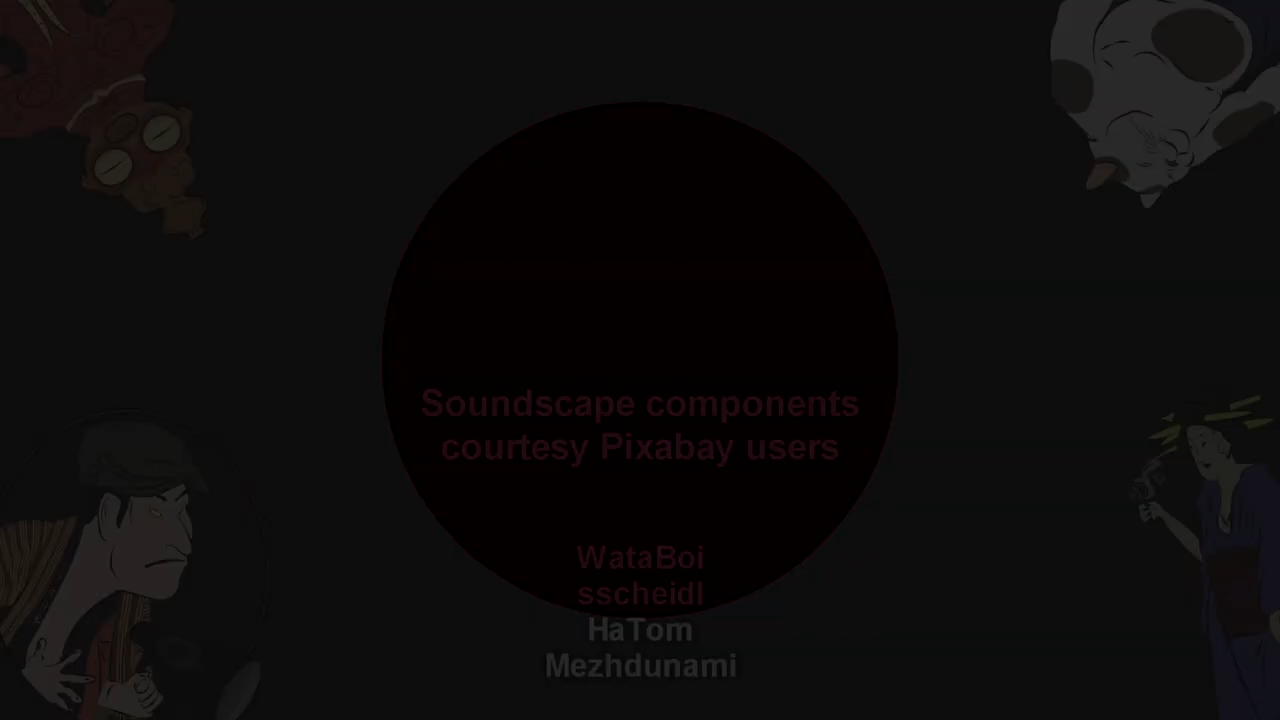 Soundscape components
courtesy Pixabay users
WataBoi
sscheidl
HaTom
Mezhdunami